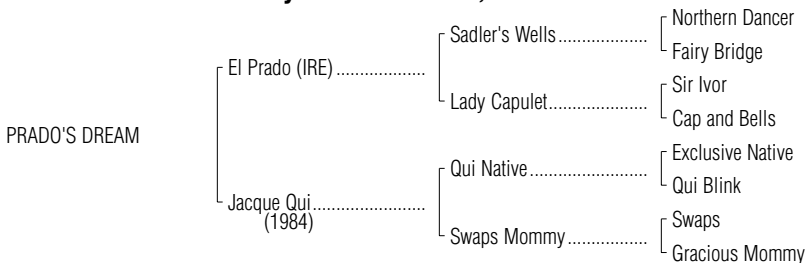 Northern Dancer
Sadler's Wells
Fairy Bridge
El Prado (IRE)
Sir Ivor
Lady Capulet
Cap and Bells
PRADO'S DREAM
Exclusive Native
Qui Native
Qui Blink
Jacque Qui
(1984)
Swaps
Swaps Mommy
Gracious Mommy